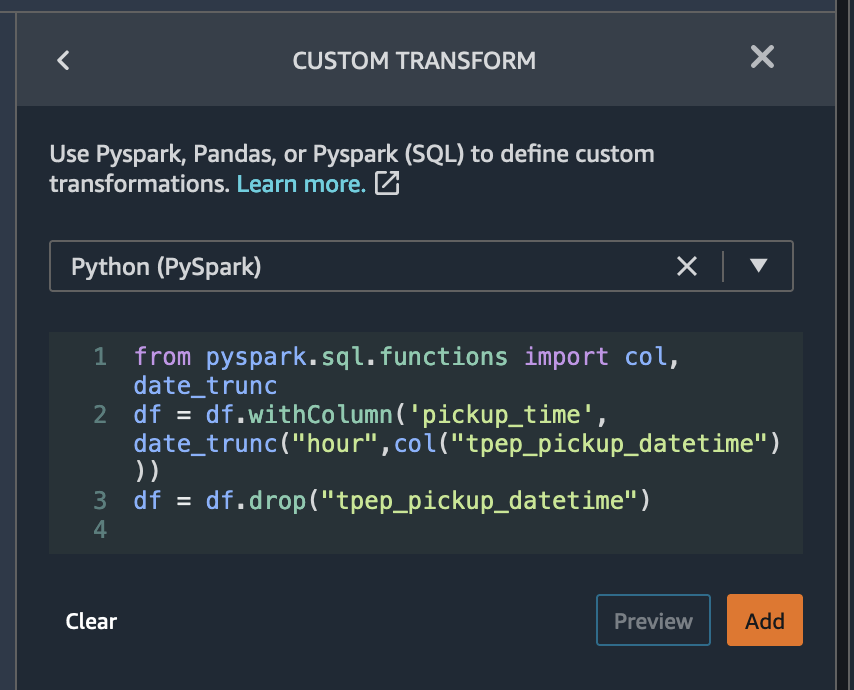 CUSTOM TRANSFORM
Use Pyspark, Pandas, or Pyspark (SQL) to define custom
transformations. Learn more.
Python (PySpark)
1 from pyspark.sql.functions import col,
date_trunc
2 df = df.withColumn('pickup_time',
date_trunc("hour",col("tpep_pickup_datetime")
))
3 df = df.drop("tpep_pickup_datetime")
4
Clear Preview Add